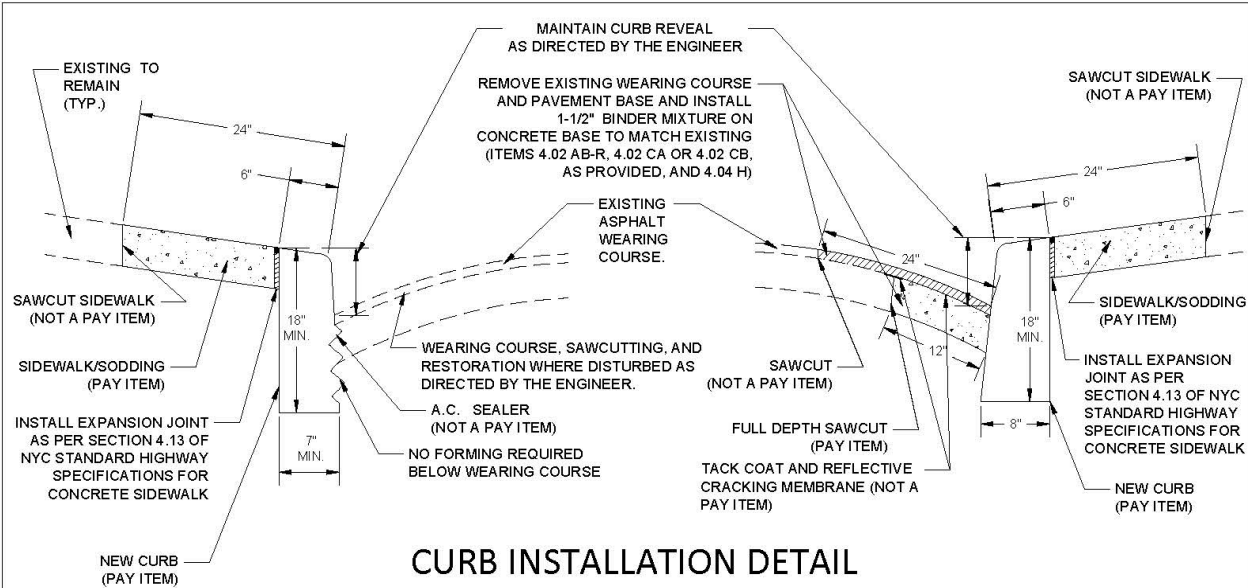 MAINTAIN CURB REVEAL
AS DIRECTED BY THE ENGINEER
EXISTING TO
REMAIN
(TYP.)
REMOVE EXISTING WEARING COURSE
AND PAVEMENT BASE AND INSTALL
1-1/2" BINDER MIXTURE ON
CONCRETE BASE TO MATCH EXISTING
(ITEMS 4.02 AB-R, 4.02 CA OR 4.02 CB,
AS PROVIDED, AND 4.04 H)
SAWCUT SIDEWALK
(NOT A PAY ITEM)
24"
6"
EXISTING
ASPHALT
WEARING
COURSE.
24"
24"
6"
SAWCUT SIDEWALK
(NOT A PAY ITEM)
SIDEWALK/SODDING
(PAY ITEM)
INSTALL EXPANSION JOINT
AS PER SECTION 4.13 OF
NYC STANDARD HIGHWAY
SPECIFICATIONS FOR
CONCRETE SIDEWALK
NEW CURB
(PAY ITEM)
18"
MIN.
7"
MIN.
WEARING COURSE, SAWCUTTING, AND
RESTORATION WHERE DISTURBED AS
DIRECTED BY THE ENGINEER.
A.C. SEALER
(NOT A PAY ITEM)
NO FORMING REQUIRED
BELOW WEARING COURSE
12"
SAWCUT
(NOT A PAY ITEM)
FULL DEPTH SAWCUT
(PAY ITEM)
TACK COAT AND REFLECTIVE
CRACKING MEMBRANE (NOT A
PAY ITEM)
18"
MIN.
8"
SIDEWALK/SODDING
(PAY ITEM)
INSTALL EXPANSION
JOINT AS PER
SECTION 4.13 OF NYC
STANDARD HIGHWAY
SPECIFICATIONS FOR
CONCRETE SIDEWALK
NEW CURB
(PAY ITEM)
CURB INSTALLATION DETAIL